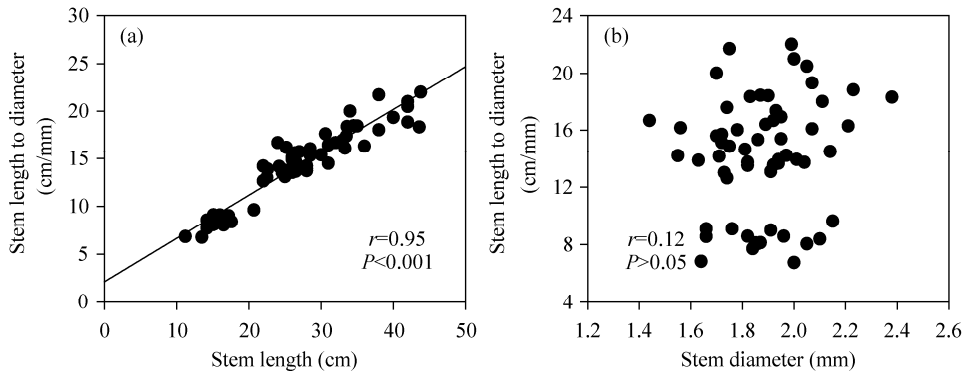 (a)
Stem length to diameter
(cm/mm)
30
25
20
15
10
5
0
r=0.95
P<0.001
0 10 20 30 40 50
Stem length (cm)
(b)
Stem length to diameter
(cm/mm)
24
20
16
12
8
4
r=0.12
P>0.05
1.2 1.4 1.6 1.8 2.0 2.2 2.4 2.6
Stem diameter (mm)